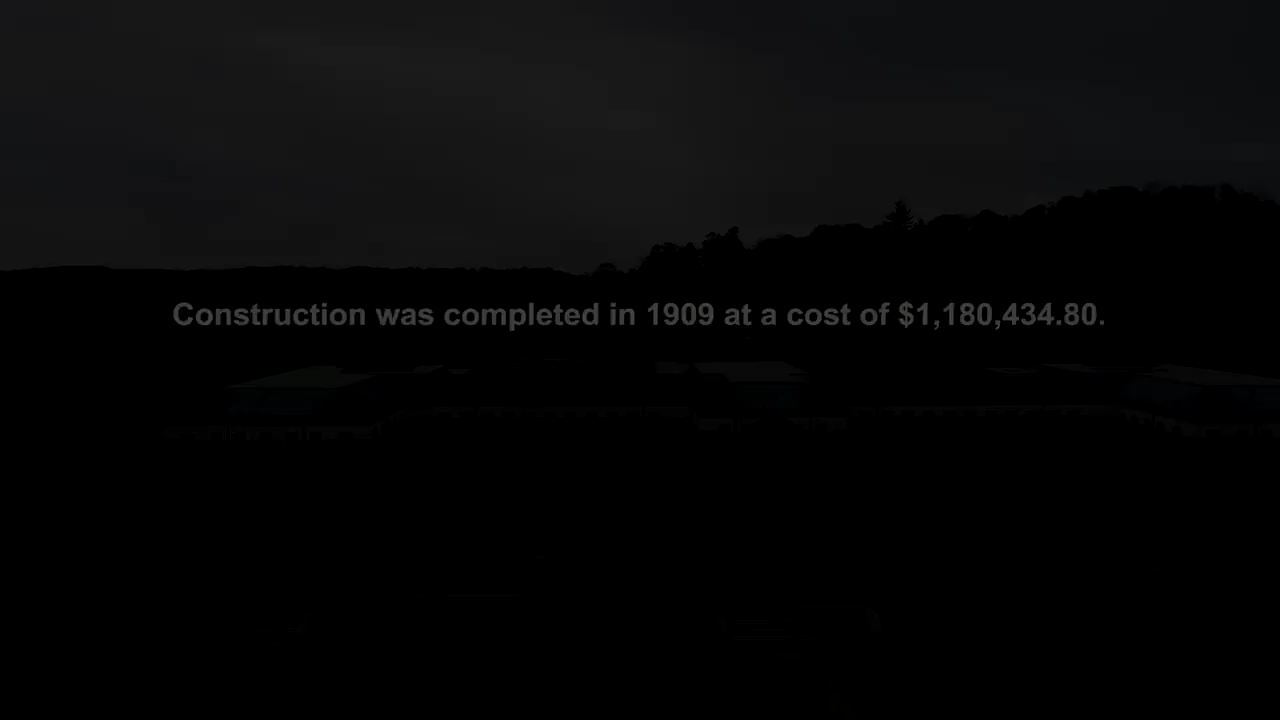 Construction was completed in 1909 at a cost of $1,180,434.80.